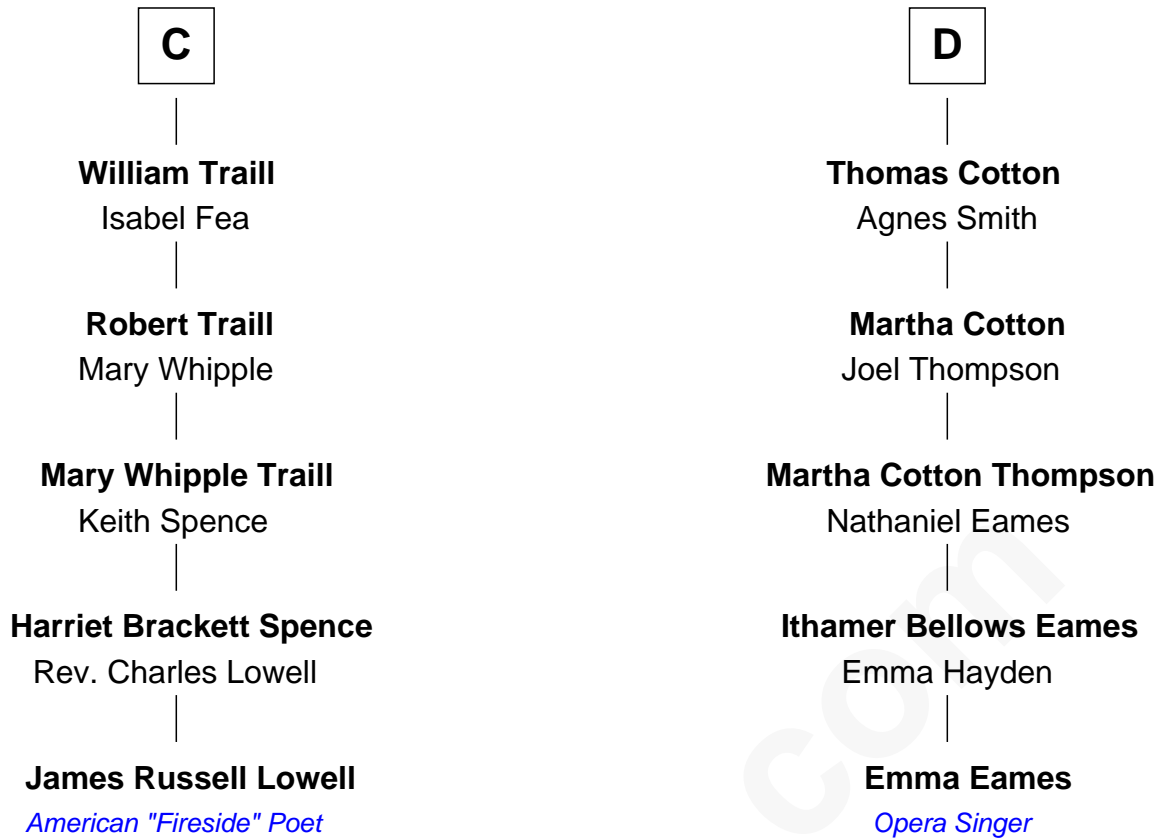 C
William Traill
Isabel Fea
Robert Traill
Mary Whipple
Mary Whipple Traill
Keith Spence
Harriet Brackett Spence
Rev. Charles Lowell
James Russell Lowell
American "Fireside" Poet
D
Thomas Cotton
Agnes Smith
Martha Cotton
Joel Thompson
Martha Cotton Thompson
Nathaniel Eames
Ithamer Bellows Eames
Emma Hayden
Emma Eames
Opera Singer
com